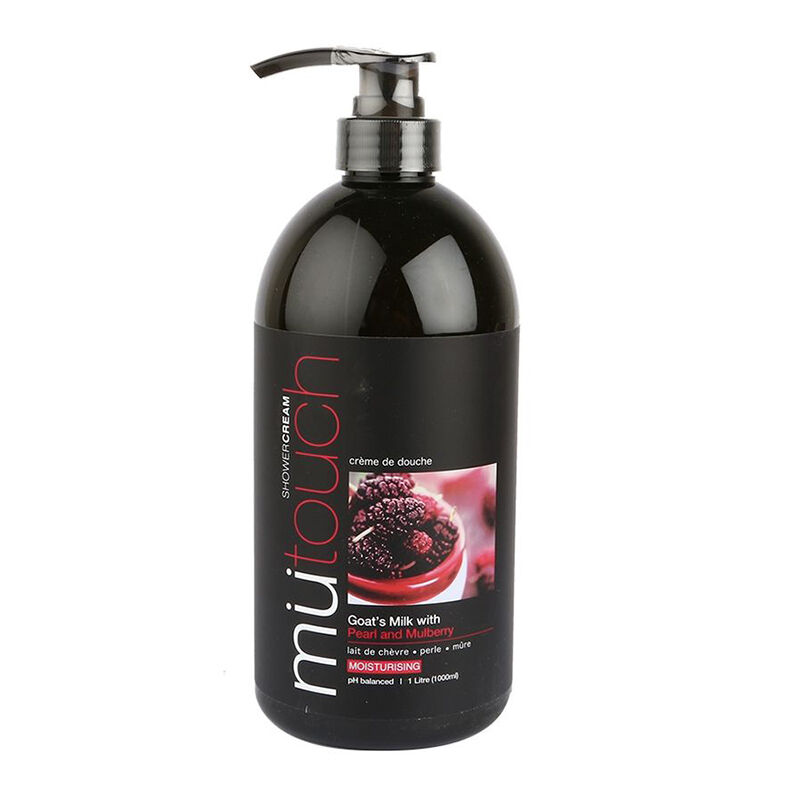 SHOWERCREAM
mütouch
crème de douche
Goat's Milk with
Pearl and Mulberry
lait de chèvre • perle • mûre
MOISTURISING
pH balanced | 1 Litre (1000ml)